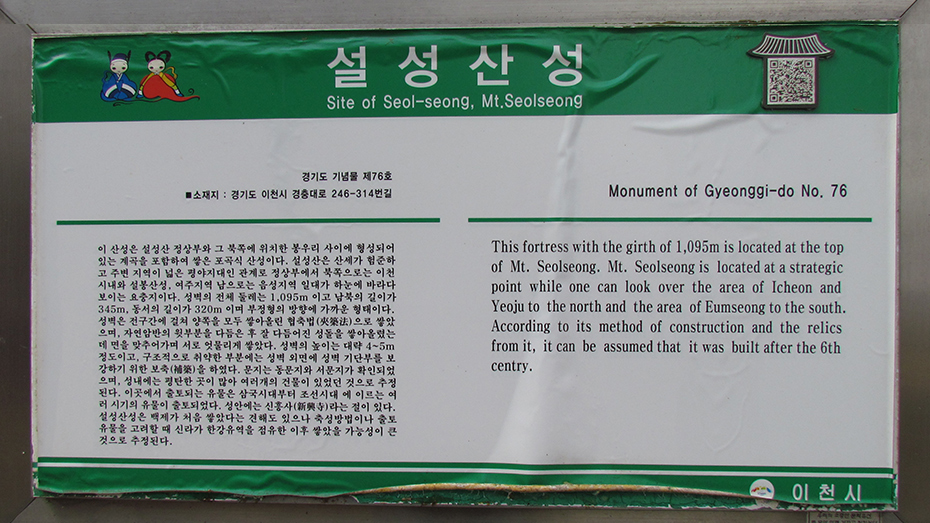 설성산성
Site of Seol-seong, Mt.Seolseong
경기도 기념물 제76호
■소재지 : 경기도 이천시 경충대로 246-314번길
이 산성은 설성산 정상부와 그 북쪽에 위치한 봉우리 사이에 형성되어
있는 계곡을 포함하여 쌓은 포곡식 산성이다. 설성산은 산세가 험준하
고 주변 지역이 넓은 평야지대인 관계로 정상부에서 북쪽으로는 이천
시내와 설봉산성, 여주지역 남으로는 음성지역 일대가 한눈에 바라다
보이는 요충지이다. 성벽의 전체 둘레는 1,095m 이고 남북의 길이가
345m, 동서의 길이가 320m 이며 부정형의 방향에 가까운 형태이다.
성벽은 전구간에 걸쳐 양쪽을 모두 쌓아올린 협축법(夾築法)으로 쌓았
으며, 자연암반의 윗부분을 다듬은 후 잘 다듬어진 성돌을 쌓아올렸는
데 면을 맞추어가며 서로 엇물리게 쌓았다. 성벽의 높이는 대략 4~5m
정도이고, 구조적으로 취약한 부분에는 성벽 외면에 성벽 기단부를 보
강하기 위한 보축(補築)을 하였다. 문지는 동문지와 서문지가 확인되었
으며, 성내에는 평탄한 곳이 많아 여러개의 건물이 있었던 것으로 추정
된다. 이곳에서 출토되는 유물은 삼국시대부터 조선시대 에 이르는 여
러 시기의 유물이 출토되었다. 성안에는 신흥사(新興寺)라는 절이 있다.
설성산성은 백제가 처음 쌓았다는 견해도 있으나 축성방법이나 출토
유물을 고려할 때 신라가 한강유역을 점유한 이후 쌓았을 가능성이 큰
것으로 추정된다.
Monument of Gyeonggi-do No. 76
This fortress with the girth of 1,095m is located at the top
of Mt. Seolseong. Mt. Seolseong is located at a strategic
point while one can look over the area of Icheon and
Yeoju to the north and the area of Eumseong to the south.
According to its method of construction and the relics
from it, it can be assumed that it was built after the 6th
centry.
이천시